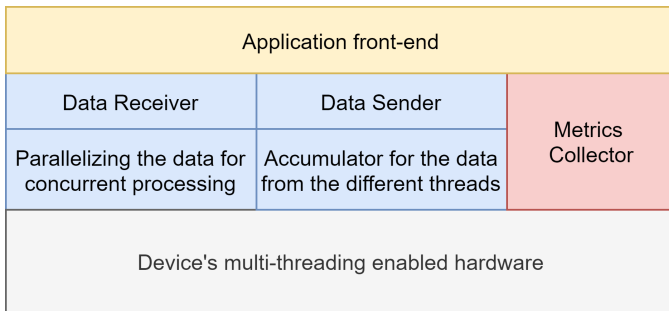 Application front-end
Data Receiver
Data Sender
Metrics
Collector
Parallelizing the data for
concurrent processing
Accumulator for the data
from the different threads
Device's multi-threading enabled hardware